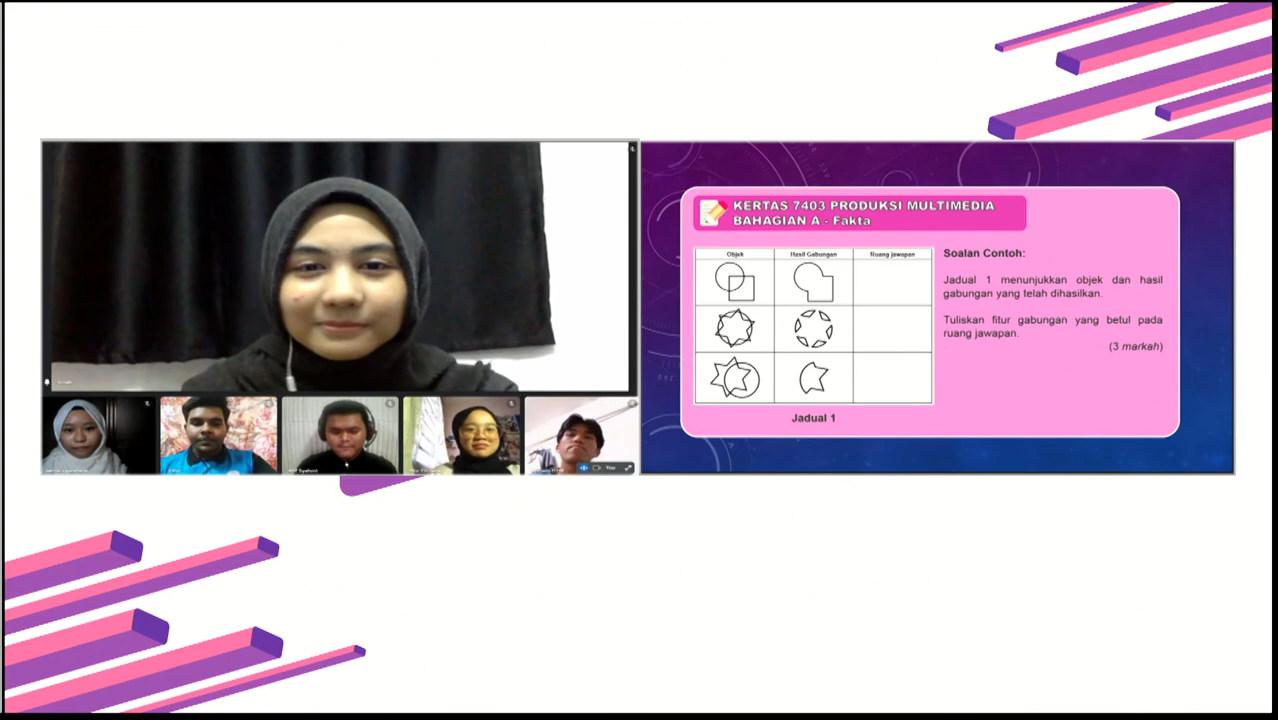 KERTAS 7403 PRODUKSI MULTIMEDIA
BAHAGIAN A - Fakta
Objek
Hasil Gabungan
Ruang jawapan
Jadual 1
Soalan Contoh:
Jadual 1 menunjukkan objek dan hasil
gabungan yang telah dihasilkan.
Tuliskan fitur gabungan yang betul pada
ruang jawapan.
(3 markah)
You